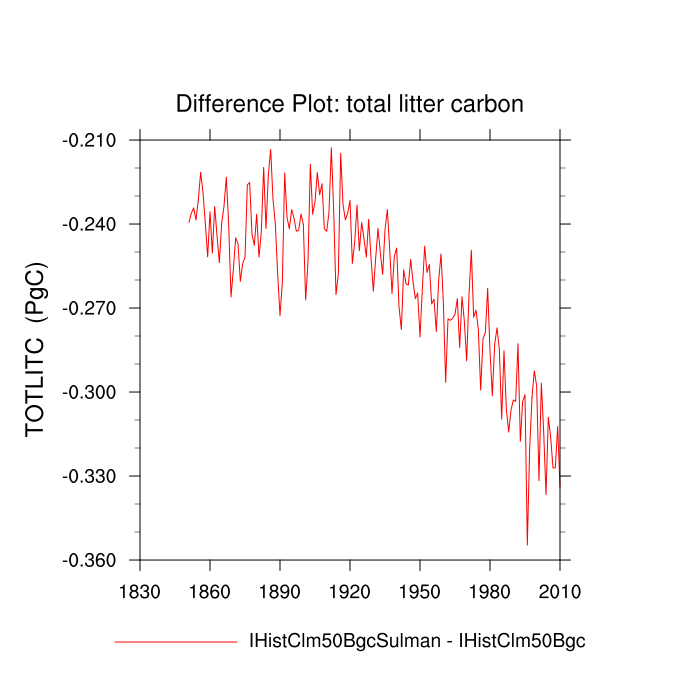 Difference Plot: total litter carbon
TOTLITC (PgC)
-0.210
-0.240
-0.270
-0.300
-0.330
-0.360
1830 1860 1890 1920 1950 1980 2010
IHistClm50BgcSulman - IHistClm50Bgc